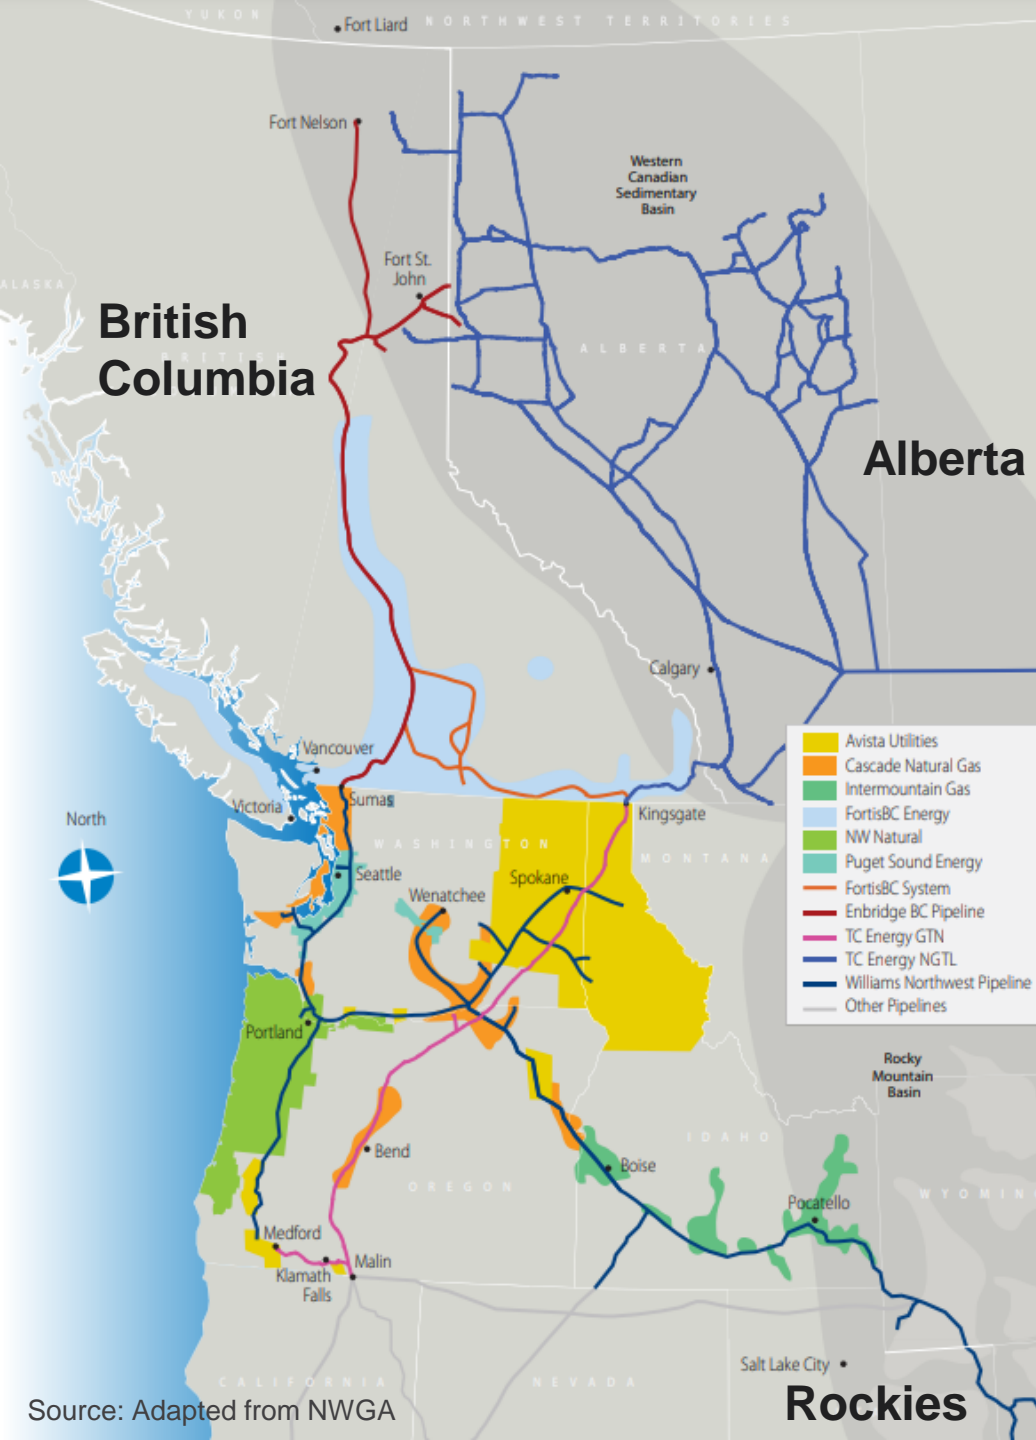 YUKON
NORTHWEST TERRITORIES
Fort Liard
Fort Nelson
Western
Canadian
Sedimentary
Basin
Fort St.
John
ALASKA
British
Columbia
BRITISH
ALBERTA
Alberta
Calgary
Vancouver
Victoria
Sumas
Kingsgate
North
WASHINGTON
MONTANA
Seattle
Wenatchee
Spokane
Avista Utilities
Cascade Natural Gas
Intermountain Gas
FortisBC Energy
NW Natural
Puget Sound Energy
FortisBC System
Enbridge BC Pipeline
TC Energy GTN
TC Energy NGTL
Williams Northwest Pipeline
Other Pipelines
Portland
Rocky
Mountain
Basin
Bend
IDAHO
Boise
OREGON
Pocatello
WYOMIN
Medford
Malin
Klamath
Falls
Salt Lake City
CALIFORNIA
NEVADA
Rockies
Source: Adapted from NWGA